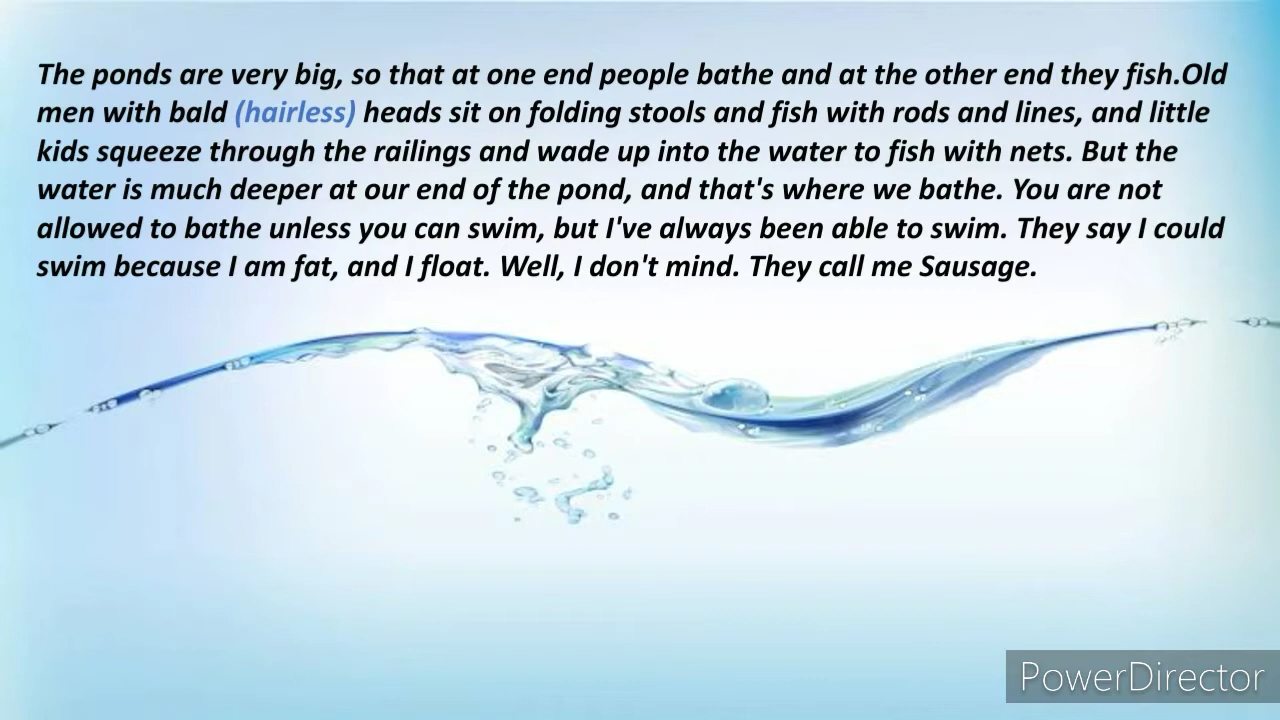 The ponds are very big, so that at one end people bathe and at the other end they fish.Old
men with bald (hairless) heads sit on folding stools and fish with rods and lines, and little
kids squeeze through the railings and wade up into the water to fish with nets. But the
water is much deeper at our end of the pond, and that's where we bathe. You are not
allowed to bathe unless you can swim, but I've always been able to swim. They say I could
swim because I am fat, and I float. Well, I don't mind. They call me Sausage.
PowerDirector